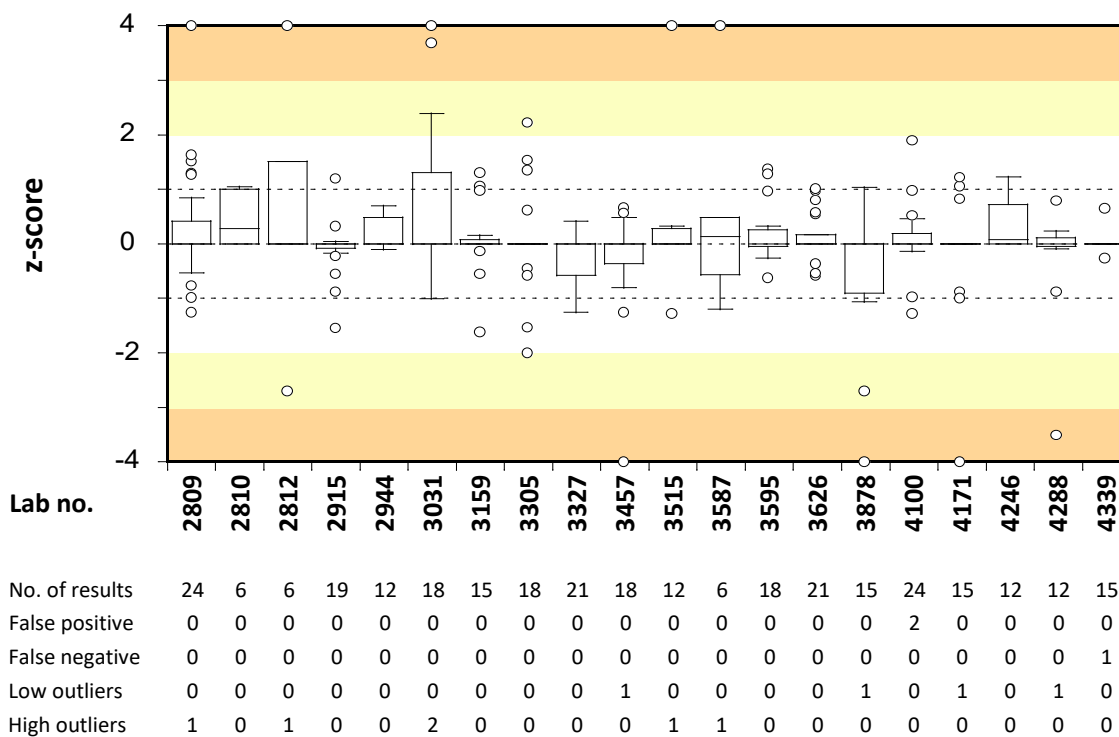 4
2
0
-2
-4
z-score
Lab no.
2809 2810 2812 2915 2944 3031 3159 3305 3327 3457 3515 3587 3595 3626 3878 4100 4171 4246 4288 4339
No. of results 24 6 6 19 12 18 15 18 21 18 12 6 18 21 15 24 15 12 12 15
False positive 0 0 0 0 0 0 0 0 0 0 0 0 0 0 0 2 0 0 0 0
False negative 0 0 0 0 0 0 0 0 0 0 0 0 0 0 0 0 0 0 0 1
Low outliers 0 0 0 0 0 0 0 0 0 1 0 0 0 0 1 0 1 0 1 0
High outliers 1 0 1 0 0 2 0 0 0 0 1 1 0 0 0 0 0 0 0 0